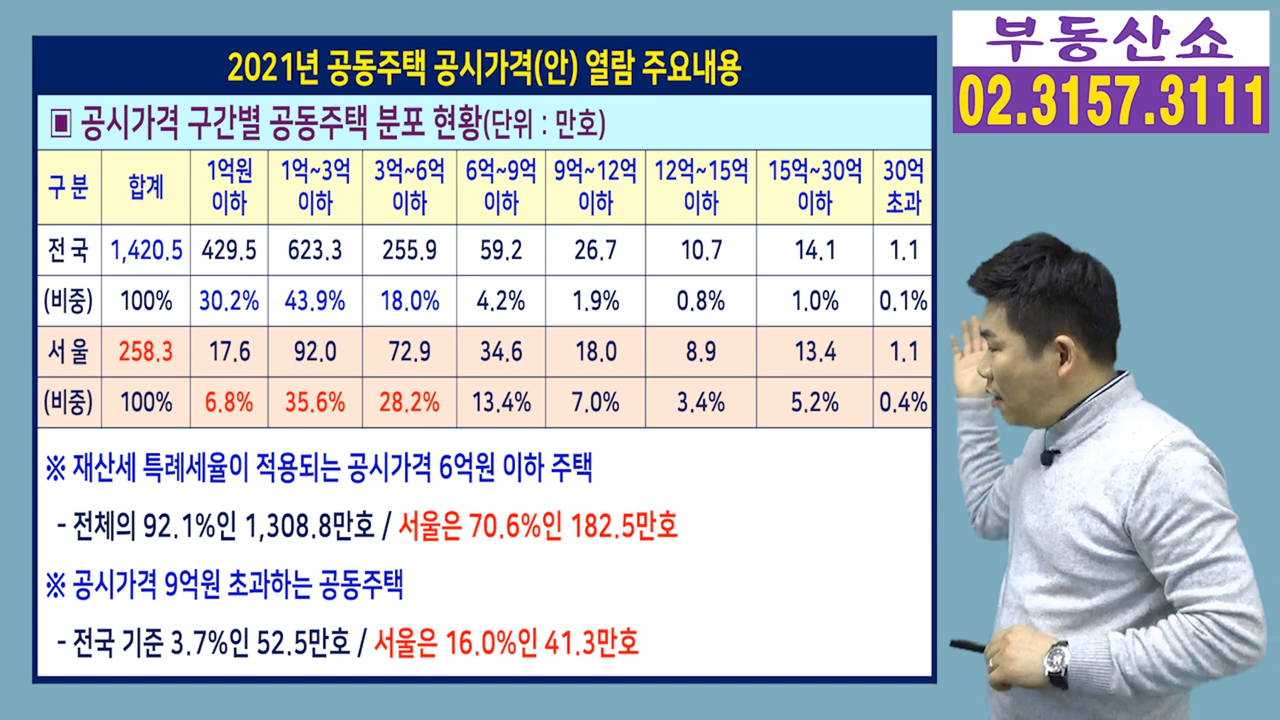 부동산쇼
02.3157.3111
2021년 공동주택 공시가격(안) 열람 주요내용
▣ 공시가격 구간별 공동주택 분포 현황(단위 : 만호)
구 분 합계 1억원 이하 1억~3억 이하 3억~6억 이하 6억~9억 이하 9억~12억 이하 12억~15억 이하 15억~30억 이하 30억 초과
전 국 1,420.5 429.5 623.3 255.9 59.2 26.7 10.7 14.1 1.1
(비중) 100% 30.2% 43.9% 18.0% 4.2% 1.9% 0.8% 1.0% 0.1%
서 울 258.3 17.6 92.0 72.9 34.6 18.0 8.9 13.4 1.1
(비중) 100% 6.8% 35.6% 28.2% 13.4% 7.0% 3.4% 5.2% 0.4%
※ 재산세 특례세율이 적용되는 공시가격 6억원 이하 주택
- 전체의 92.1%인 1,308.8만호 / 서울은 70.6%인 182.5만호
※ 공시가격 9억원 초과하는 공동주택
- 전국 기준 3.7%인 52.5만호 / 서울은 16.0%인 41.3만호